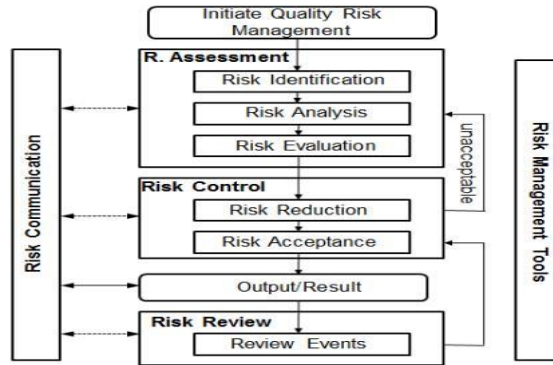 Initiate Quality Risk
Management
R. Assessment
Risk Identification
Risk Analysis
Risk Evaluation
unacceptable
Risk Control
Risk Reduction
Risk Acceptance
Output/Result
Risk Review
Review Events
Risk Communication
Risk Management Tools